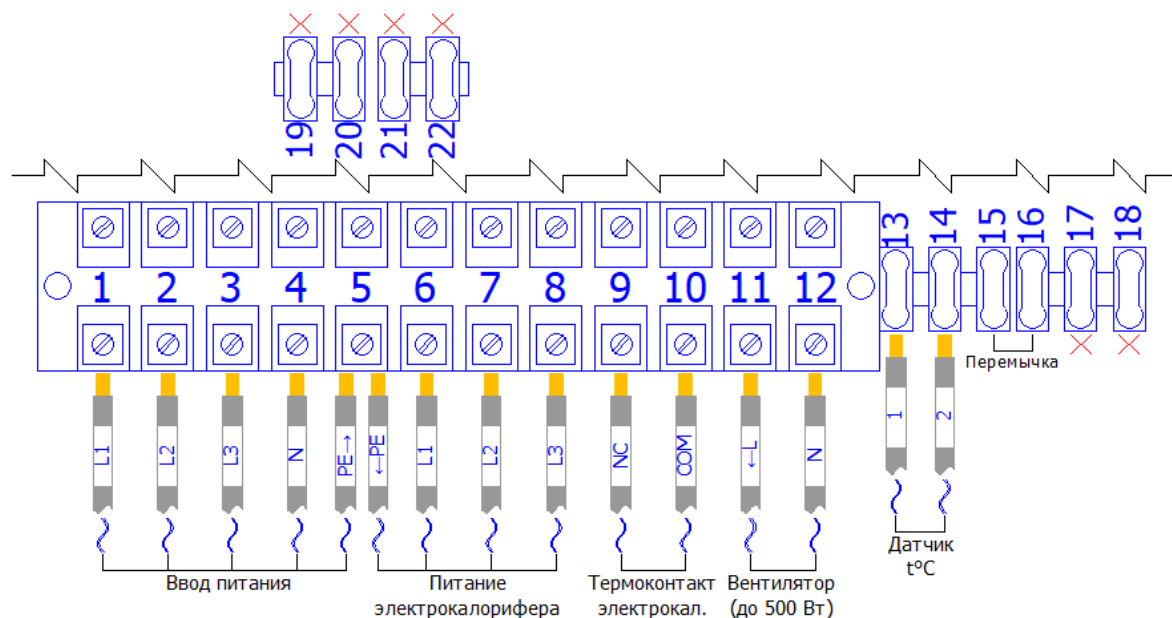 19 20 21 22
13 14 15 16 17 18
1 2 3 4 5 6 7 8 9 10 11 12
Перемычка
1 2
L1 L2 L3 N PE→ ←PE L1 L2 L3 NC COM ←L N
Датчик
t°C
Ввод питания
Питание
электрокалорифера
Термоконтакт
электрокал.
Вентилятор
(до 500 Вт)